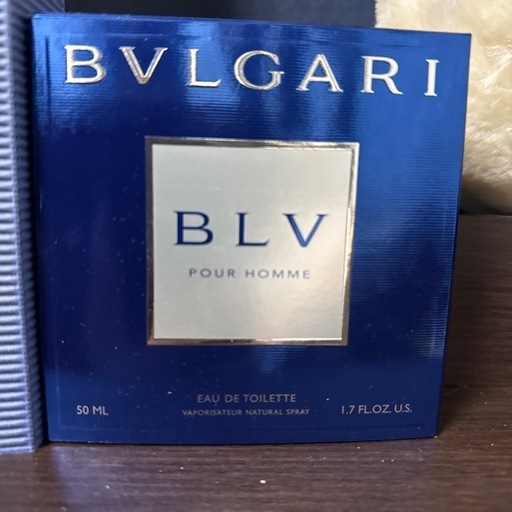 BVLGARI
BLV
POUR HOMME
EAU DE TOILETTE
50 ML VAPORISATEUR NATURAL SPRAY 1.7 FL.OZ. U.S.